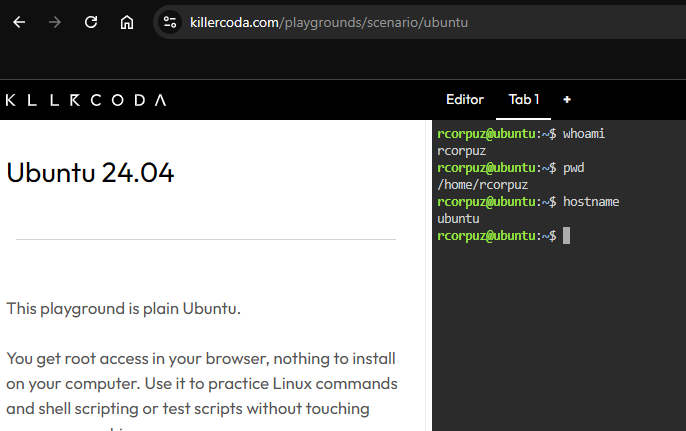 killercoda.com/playgrounds/scenario/ubuntu
KILLERCODA
Editor
Tab 1
+
Ubuntu 24.04
This playground is plain Ubuntu.
You get root access in your browser, nothing to install
on your computer. Use it to practice Linux commands
and shell scripting or test scripts without touching
rcorpuz@ubuntu:~$ whoami
rcorpuz
rcorpuz@ubuntu:~$ pwd
/home/rcorpuz
rcorpuz@ubuntu:~$ hostname
ubuntu
rcorpuz@ubuntu:~$